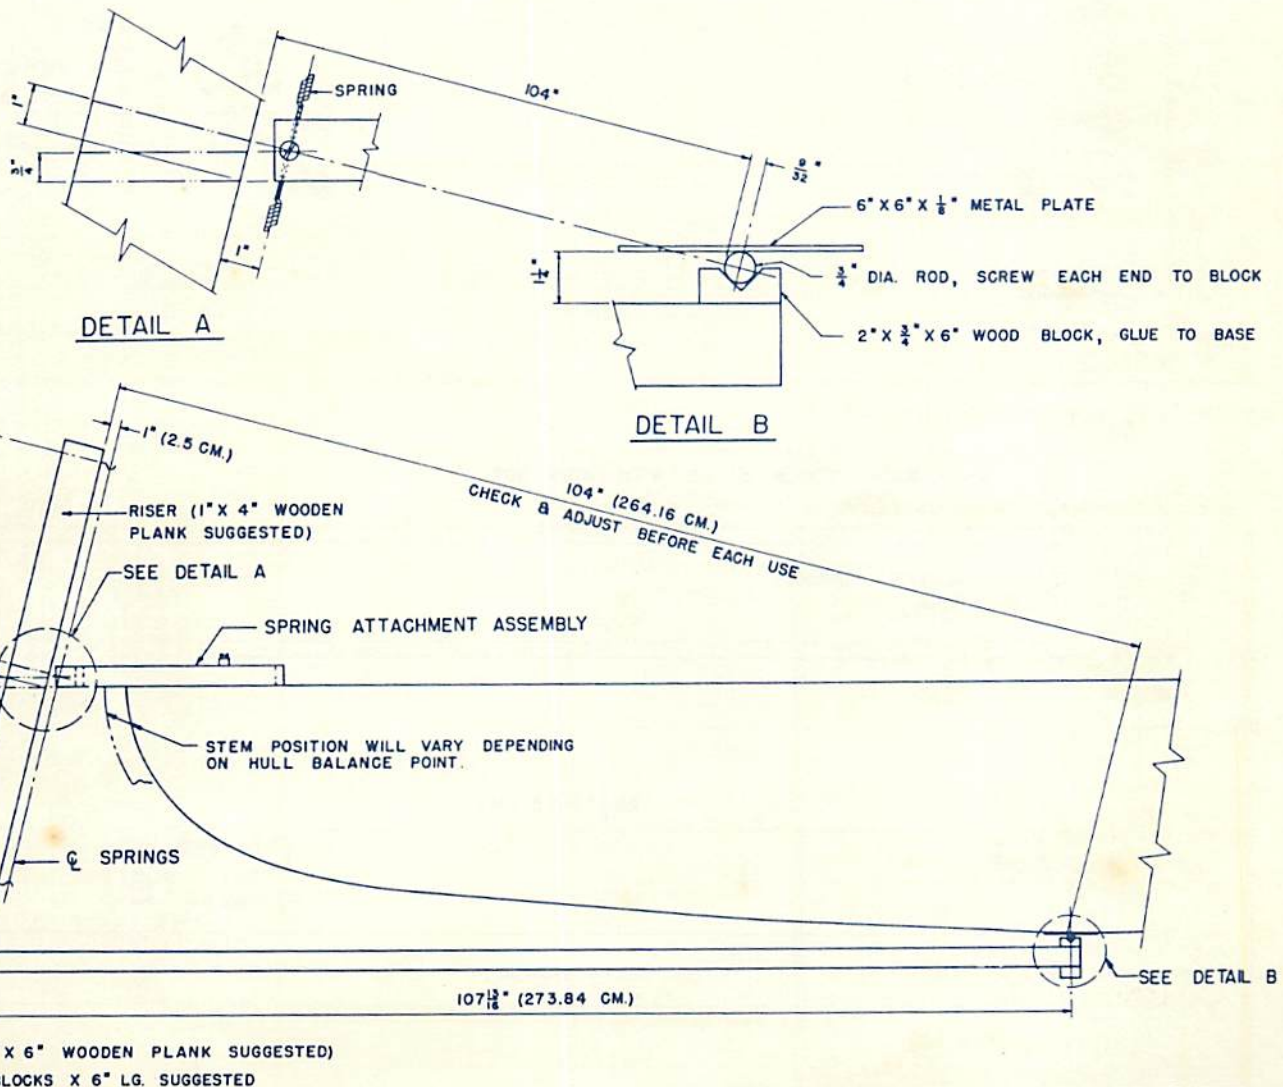 SPRING
104"
1"
3/4"
1"
9/32"
6" X 6" X 1/8" METAL PLATE
3/4" DIA. ROD, SCREW EACH END TO BLOCK
2" X 3/4" X 6" WOOD BLOCK, GLUE TO BASE
1 1/4"
DETAIL A
DETAIL B
1" (2.5 CM.)
104" (264.16 CM.)
CHECK & ADJUST BEFORE EACH USE
RISER (1" X 4" WOODEN
PLANK SUGGESTED)
SEE DETAIL A
SPRING ATTACHMENT ASSEMBLY
STEM POSITION WILL VARY DEPENDING
ON HULL BALANCE POINT.
℄ SPRINGS
SEE DETAIL B
107 13/16" (273.84 CM.)
X 6" WOODEN PLANK SUGGESTED)
BLOCKS X 6" LG. SUGGESTED